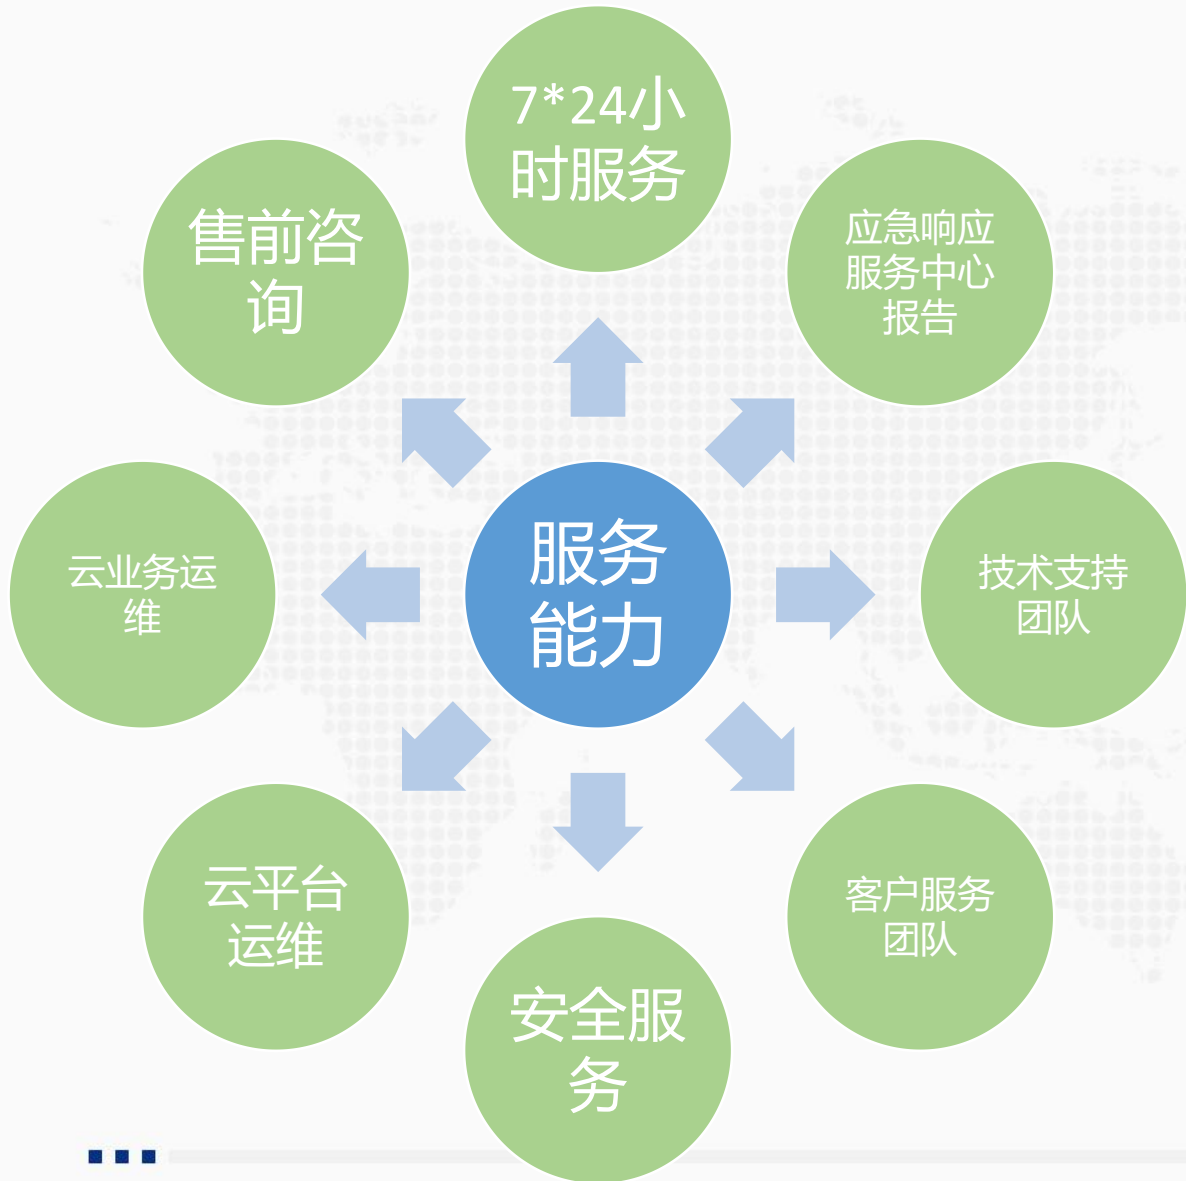 7*24小
时服务
应急响应
服务中心
报告
技术支持
团队
客户服务
团队
安全服
务
云平台
运维
云业务运
维
售前咨
询
服务
能力